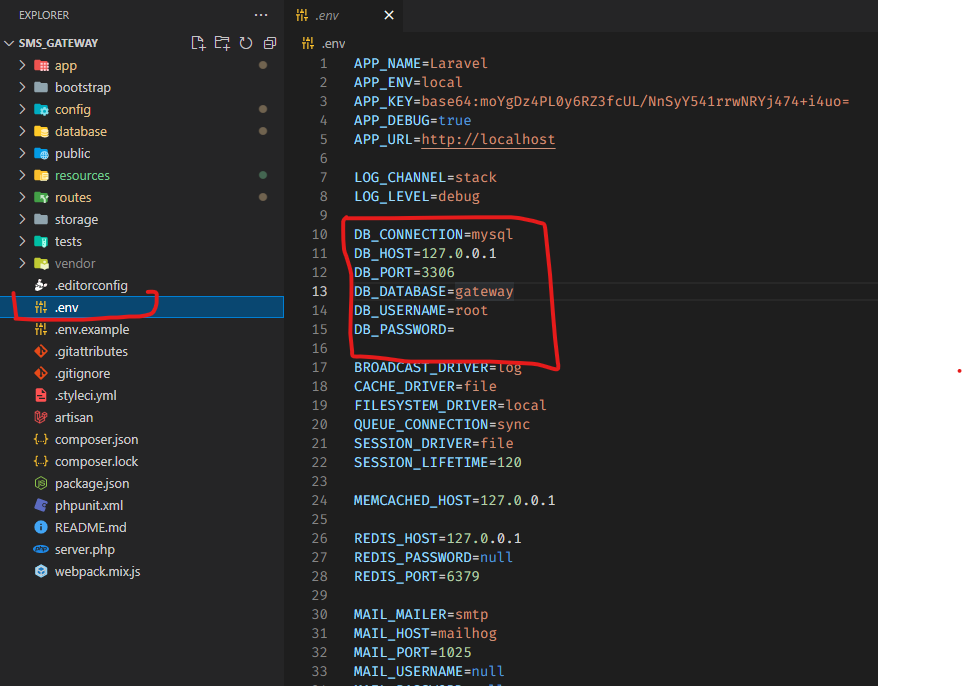 EXPLORER
SMS_GATEWAY
app
bootstrap
config
database
public
resources
routes
storage
tests
vendor
.editorconfig
.env
.env.example
.gitattributes
.gitignore
.styleci.yml
artisan
composer.json
composer.lock
package.json
phpunit.xml
README.md
server.php
webpack.mix.js
.env
.env
1 APP_NAME=Laravel
2 APP_ENV=local
3 APP_KEY=base64:moYgDz4PL0y6RZ3fcUL/NnSyY541rrwNRYj474+i4uo=
4 APP_DEBUG=true
5 APP_URL=http://localhost
6
7 LOG_CHANNEL=stack
8 LOG_LEVEL=debug
9
10 DB_CONNECTION=mysql
11 DB_HOST=127.0.0.1
12 DB_PORT=3306
13 DB_DATABASE=gateway
14 DB_USERNAME=root
15 DB_PASSWORD=
16
17 BROADCAST_DRIVER=log
18 CACHE_DRIVER=file
19 FILESYSTEM_DRIVER=local
20 QUEUE_CONNECTION=sync
21 SESSION_DRIVER=file
22 SESSION_LIFETIME=120
23
24 MEMCACHED_HOST=127.0.0.1
25
26 REDIS_HOST=127.0.0.1
27 REDIS_PASSWORD=null
28 REDIS_PORT=6379
29
30 MAIL_MAILER=smtp
31 MAIL_HOST=mailhog
32 MAIL_PORT=1025
33 MAIL_USERNAME=null